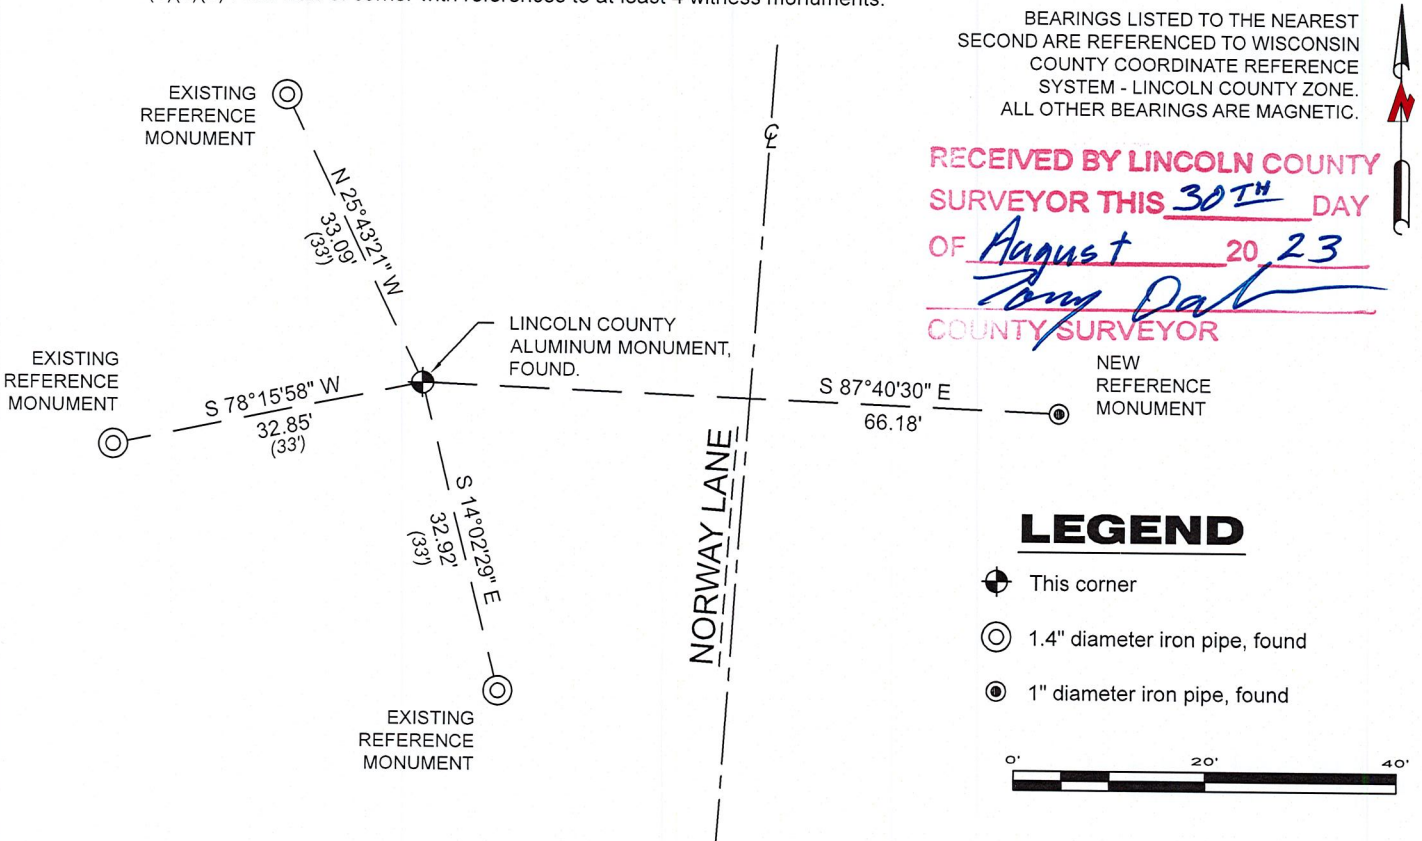 BEARINGS LISTED TO THE NEAREST
SECOND ARE REFERENCED TO WISCONSIN
COUNTY COORDINATE REFERENCE
SYSTEM - LINCOLN COUNTY ZONE.
ALL OTHER BEARINGS ARE MAGNETIC.
RECEIVED BY LINCOLN COUNTY
SURVEYOR THIS 30TH DAY
OF August 20 23
COUNTY SURVEYOR
EXISTING
REFERENCE
MONUMENT
N 25°43'21" W
33.09'
(33')
LINCOLN COUNTY
ALUMINUM MONUMENT,
FOUND.
EXISTING
REFERENCE
MONUMENT
S 78°15'58" W
32.85'
(33')
S 87°40'30" E
66.18'
NEW
REFERENCE
MONUMENT
S 14°02'29" E
32.92'
(33')
NORWAY LANE
EXISTING
REFERENCE
MONUMENT
LEGEND
This corner
1.4" diameter iron pipe, found
1" diameter iron pipe, found
0' 20' 40'